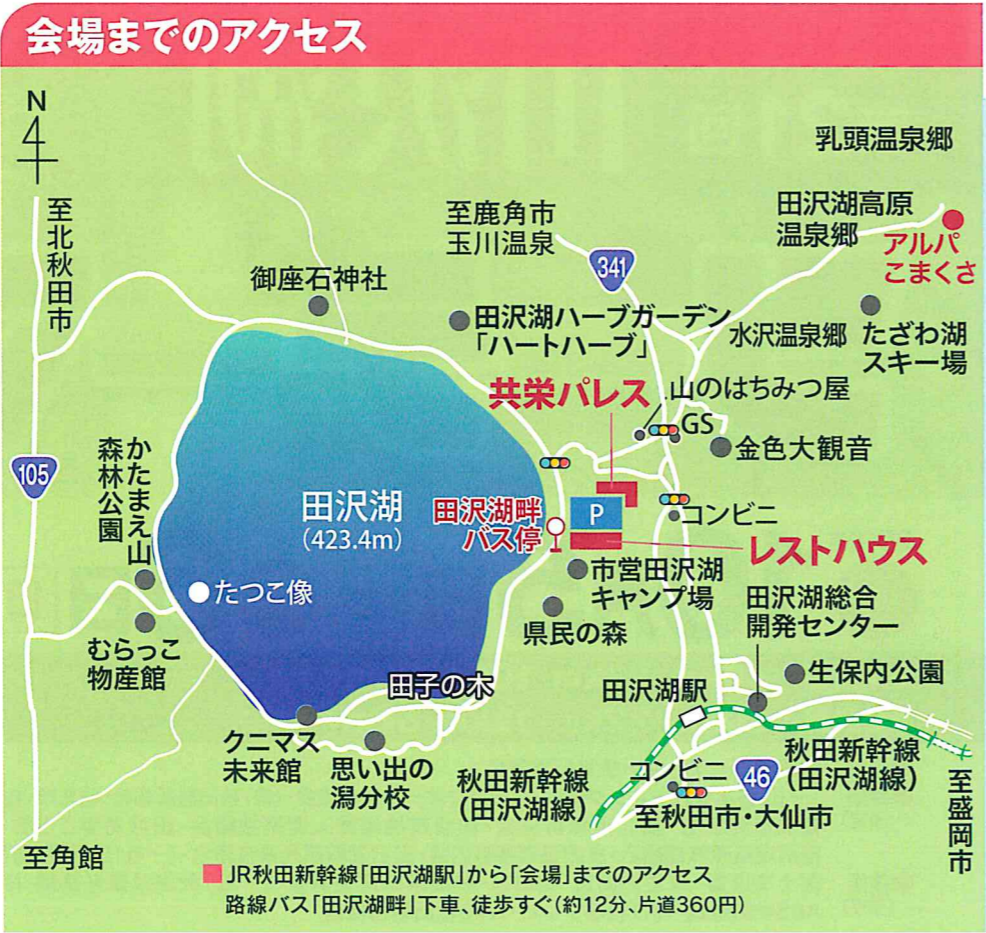 会場までのアクセス
N
至北秋田市
乳頭温泉郷
田沢湖高原
温泉郷
アルパ
こまくさ
至鹿角市
玉川温泉
341
御座石神社
田沢湖ハーブガーデン
「ハートハーブ」
水沢温泉郷
たざわ湖
スキー場
共栄パレス
山のはちみつ屋
GS
金色大観音
105
かたまえ山
森林公園
田沢湖
(423.4m)
田沢湖畔
バス停
P
コンビニ
レストハウス
たつこ像
市営田沢湖
キャンプ場
県民の森
田沢湖総合
開発センター
むらっこ
物産館
田子の木
田沢湖駅
生保内公園
クニマス
未来館
思い出の
潟分校
秋田新幹線
(田沢湖線)
コンビニ
46
秋田新幹線
(田沢湖線)
至秋田市・大仙市
至盛岡市
至角館
JR秋田新幹線「田沢湖駅」から「会場」までのアクセス
路線バス「田沢湖畔」下車、徒歩すぐ(約12分、片道360円)